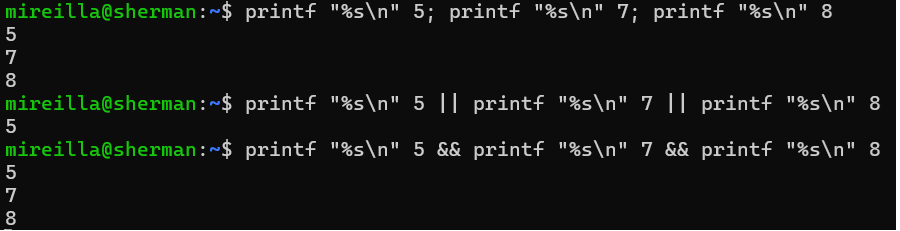 mireilla@sherman:~$ printf "%s\n" 5; printf "%s\n" 7; printf "%s\n" 8
5
7
8
mireilla@sherman:~$ printf "%s\n" 5 || printf "%s\n" 7 || printf "%s\n" 8
5
mireilla@sherman:~$ printf "%s\n" 5 && printf "%s\n" 7 && printf "%s\n" 8
5
7
8